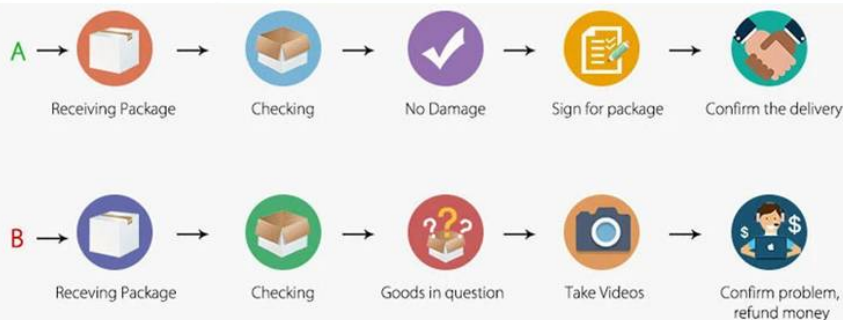 A
Receiving Package
Checking
No Damage
Sign for package
Confirm the delivery
B
Receving Package
Checking
Goods in question
Take Videos
Confirm problem,
refund money